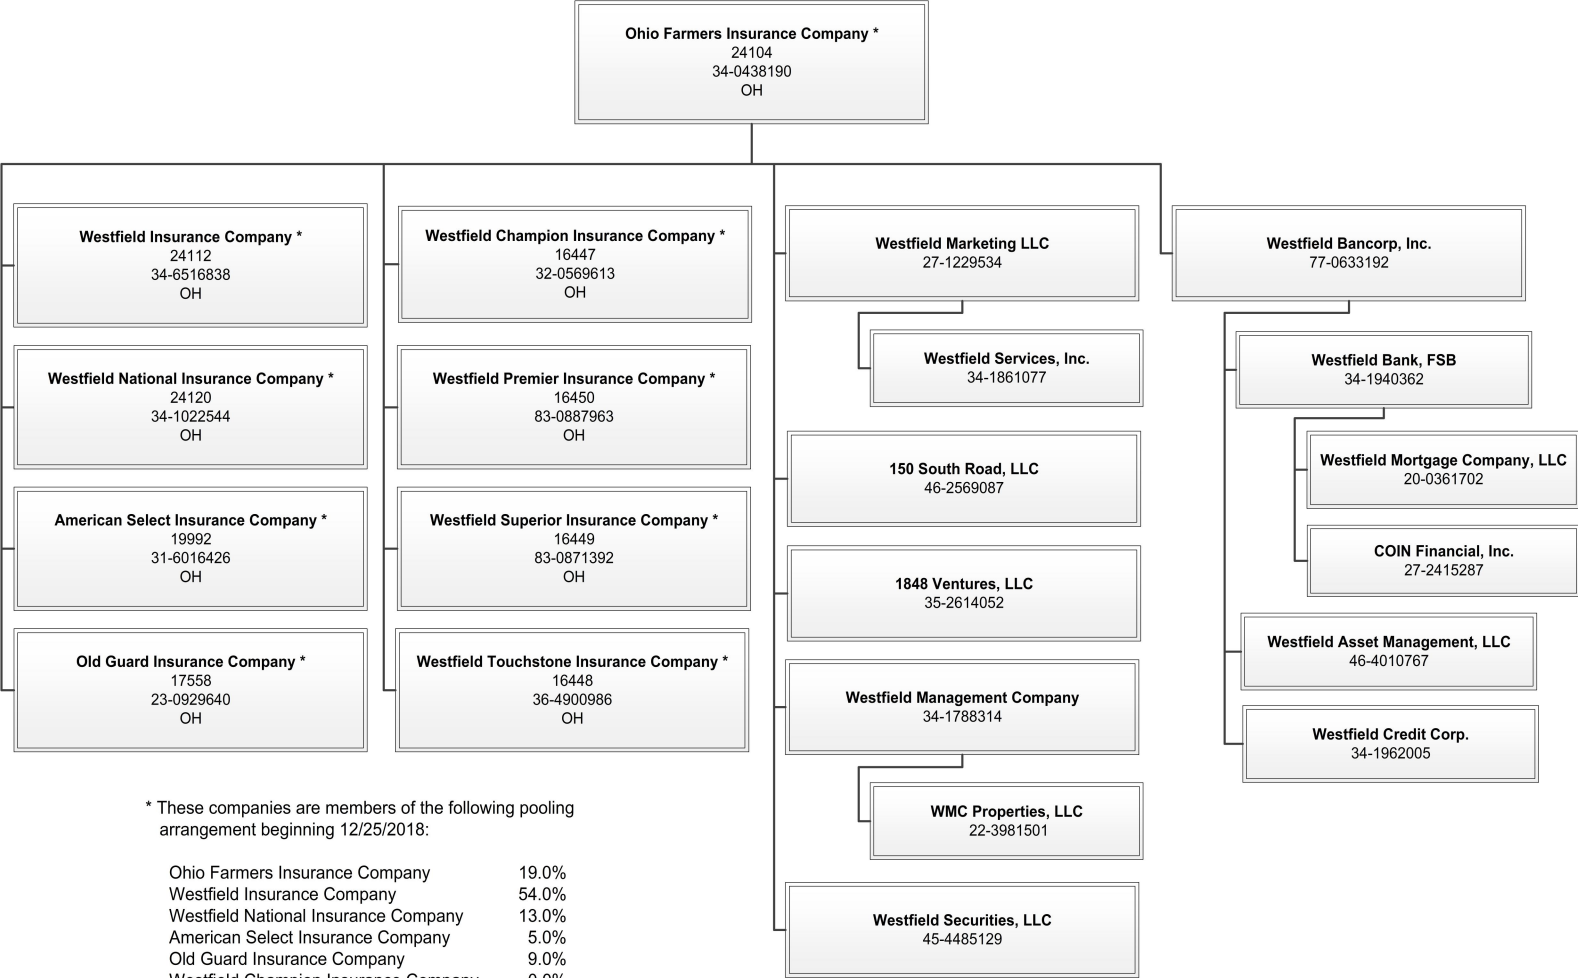 Ohio Farmers Insurance Company *
24104
34-0438190
OH
Westfield Insurance Company *
24112
34-6516838
OH
Westfield National Insurance Company *
24120
34-1022544
OH
American Select Insurance Company *
19992
31-6016426
OH
Old Guard Insurance Company *
17558
23-0929640
OH
Westfield Champion Insurance Company *
16447
32-0569613
OH
Westfield Premier Insurance Company *
16450
83-0887963
OH
Westfield Superior Insurance Company *
16449
83-0871392
OH
Westfield Touchstone Insurance Company *
16448
36-4900986
OH
Westfield Marketing LLC
27-1229534
Westfield Services, Inc.
34-1861077
150 South Road, LLC
46-2569087
1848 Ventures, LLC
35-2614052
Westfield Management Company
34-1788314
WMC Properties, LLC
22-3981501
Westfield Securities, LLC
45-4485129
Westfield Bancorp, Inc.
77-0633192
Westfield Bank, FSB
34-1940362
Westfield Mortgage Company, LLC
20-0361702
COIN Financial, Inc.
27-2415287
Westfield Asset Management, LLC
46-4010767
Westfield Credit Corp.
34-1962005
* These companies are members of the following pooling
arrangement beginning 12/25/2018:
Ohio Farmers Insurance Company 19.0%
Westfield Insurance Company 54.0%
Westfield National Insurance Company 13.0%
American Select Insurance Company 5.0%
Old Guard Insurance Company 9.0%
Westfield Champion Insurance Company 0.0%